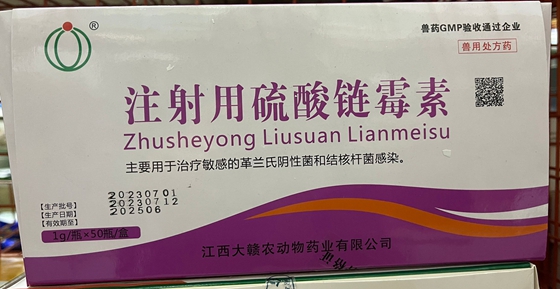 ®
兽药GMP验收通过企业
兽用处方药
注射用硫酸链霉素
Zhusheyong Liusuan Lianmeisu
主要用于治疗敏感的革兰氏阴性菌和结核杆菌感染。
【生产批号】 20230701
【生产日期】 20230712
【有效期至】 202506
1g/瓶×50瓶/盒
江西大赣农动物药业有限公司